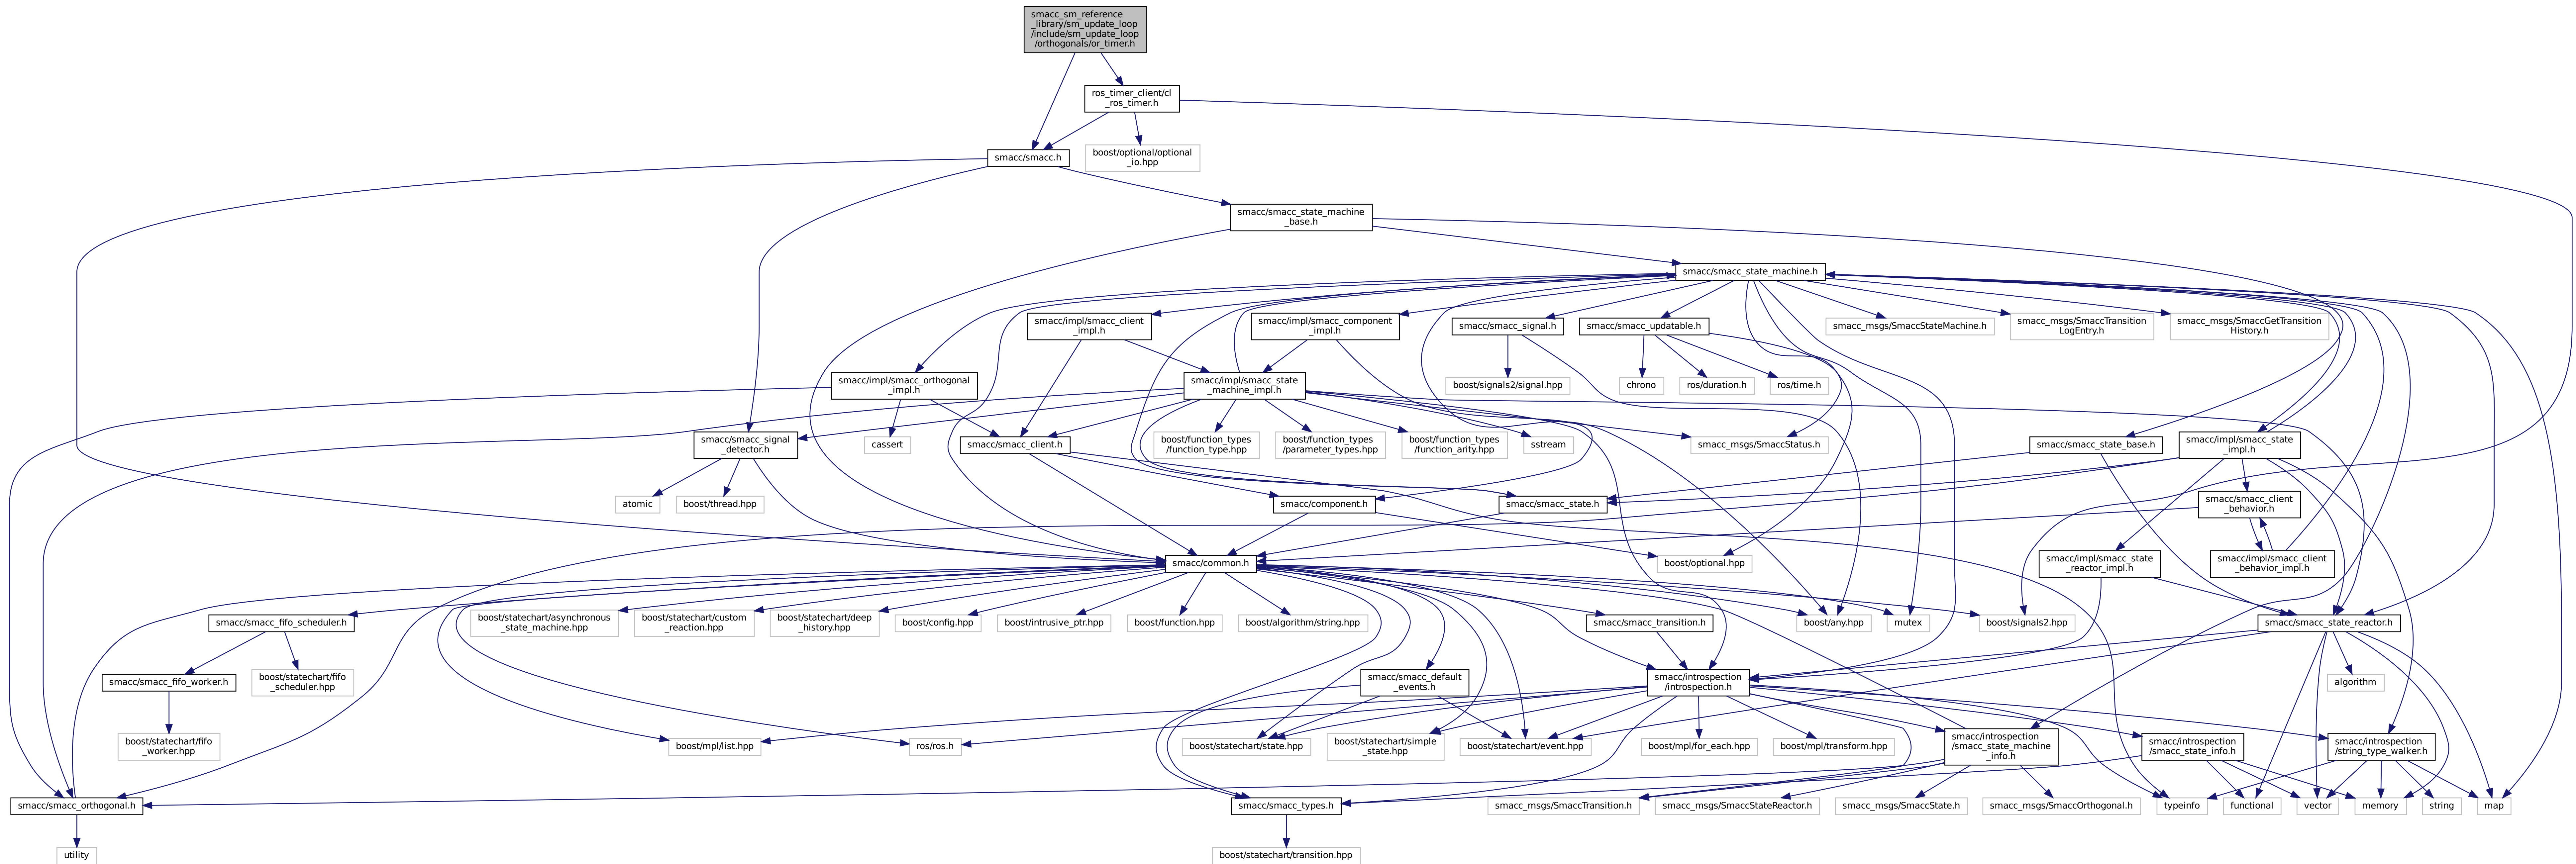 smacc_sm_reference
_library/sm_update_loop
/include/sm_update_loop
/orthogonals/or_timer.h
ros_timer_client/cl
_ros_timer.h
smacc/smacc.h
boost/optional/optional
_io.hpp
smacc/smacc_state_machine
_base.h
smacc/smacc_state_machine.h
smacc/impl/smacc_client
_impl.h
smacc/impl/smacc_component
_impl.h
smacc/smacc_signal.h
smacc/smacc_updatable.h
smacc_msgs/SmaccStateMachine.h
smacc_msgs/SmaccTransition
LogEntry.h
smacc_msgs/SmaccGetTransition
History.h
smacc/impl/smacc_orthogonal
_impl.h
smacc/impl/smacc_state
_machine_impl.h
boost/signals2/signal.hpp
chrono
ros/duration.h
ros/time.h
smacc/smacc_signal
_detector.h
cassert
smacc/smacc_client.h
boost/function_types
/function_type.hpp
boost/function_types
/parameter_types.hpp
boost/function_types
/function_arity.hpp
sstream
smacc_msgs/SmaccStatus.h
smacc/smacc_state_base.h
smacc/impl/smacc_state
_impl.h
atomic
boost/thread.hpp
smacc/component.h
smacc/smacc_state.h
smacc/smacc_client
_behavior.h
smacc/common.h
boost/optional.hpp
smacc/impl/smacc_state
_reactor_impl.h
smacc/impl/smacc_client
_behavior_impl.h
smacc/smacc_fifo_scheduler.h
boost/statechart/asynchronous
_state_machine.hpp
boost/statechart/custom
_reaction.hpp
boost/statechart/deep
_history.hpp
boost/config.hpp
boost/intrusive_ptr.hpp
boost/function.hpp
boost/algorithm/string.hpp
smacc/smacc_transition.h
boost/any.hpp
mutex
boost/signals2.hpp
smacc/smacc_state_reactor.h
smacc/smacc_fifo_worker.h
boost/statechart/fifo
_scheduler.hpp
smacc/smacc_default
_events.h
smacc/introspection
/introspection.h
algorithm
boost/statechart/fifo
_worker.hpp
boost/mpl/list.hpp
ros/ros.h
boost/statechart/state.hpp
boost/statechart/simple
_state.hpp
boost/statechart/event.hpp
boost/mpl/for_each.hpp
boost/mpl/transform.hpp
smacc/introspection
/smacc_state_machine
_info.h
smacc/introspection
/smacc_state_info.h
smacc/introspection
/string_type_walker.h
smacc/smacc_orthogonal.h
smacc/smacc_types.h
smacc_msgs/SmaccTransition.h
smacc_msgs/SmaccStateReactor.h
smacc_msgs/SmaccState.h
smacc_msgs/SmaccOrthogonal.h
typeinfo
functional
vector
memory
string
map
utility
boost/statechart/transition.hpp